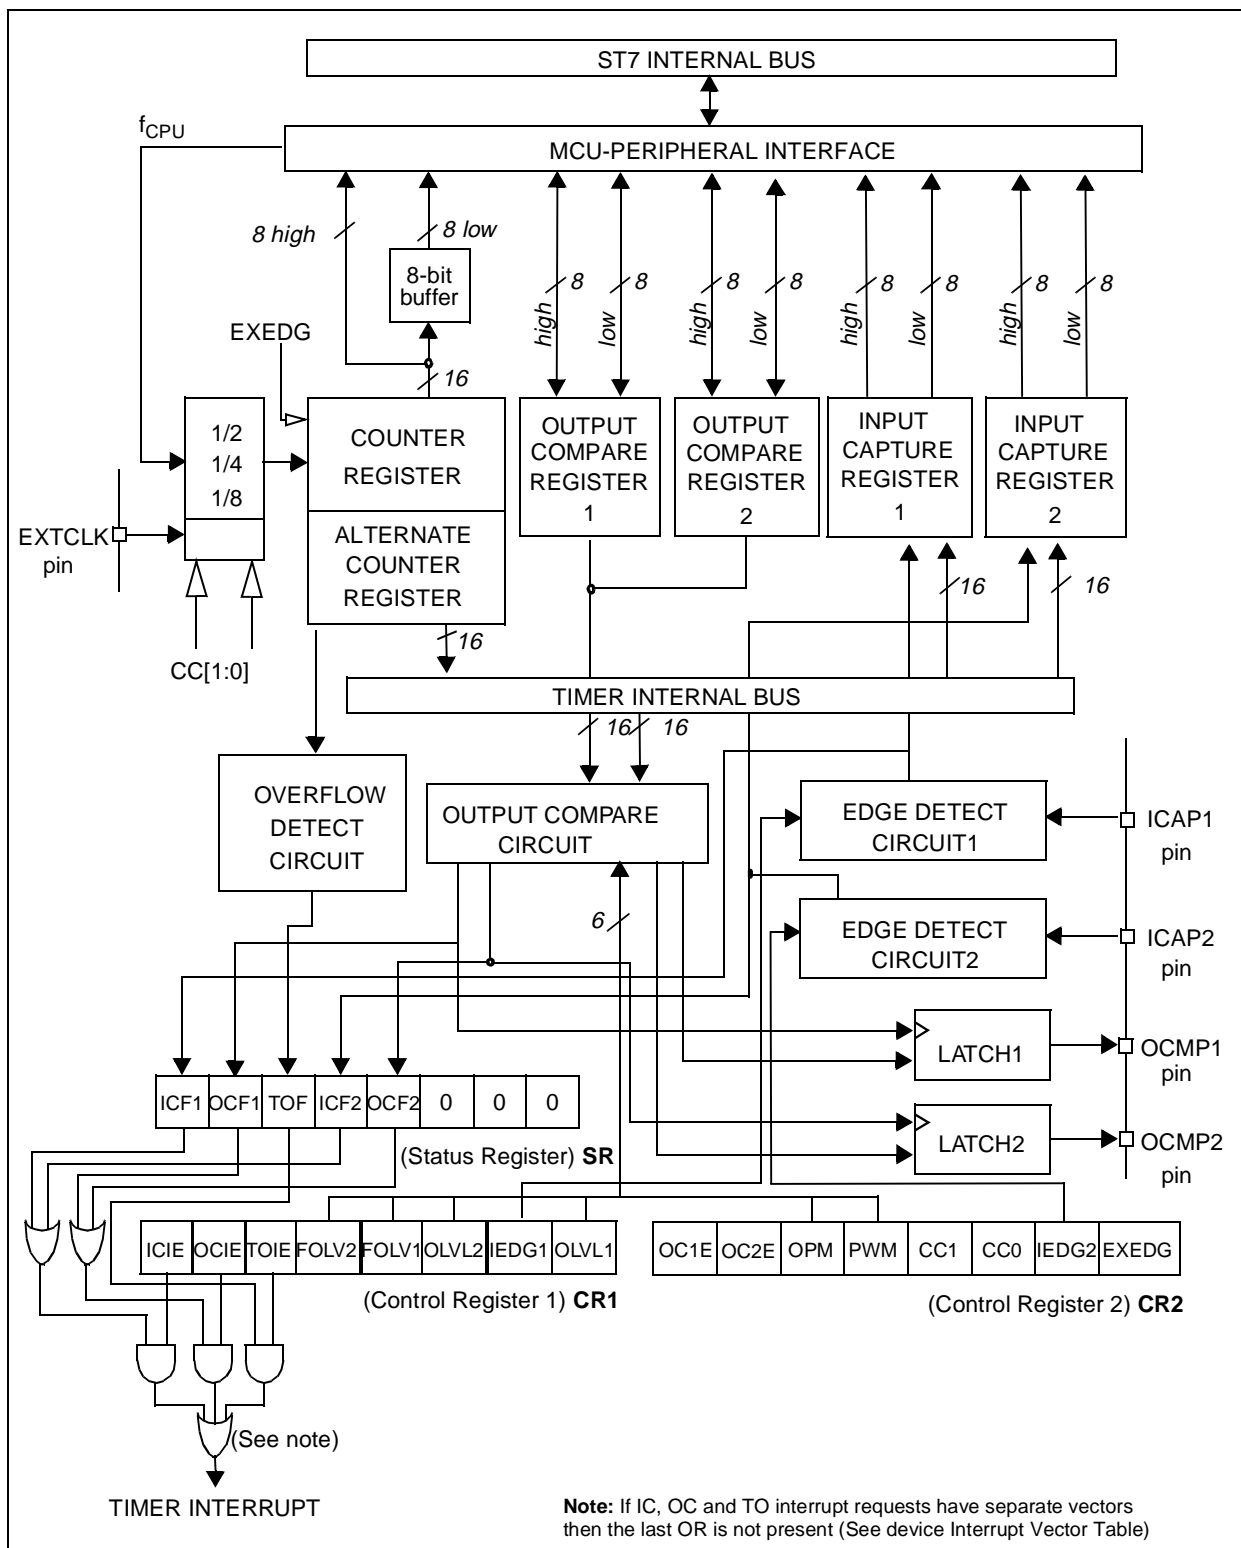 ST7 INTERNAL BUS
fCPU
MCU-PERIPHERAL INTERFACE
8 high
8 low
8-bit
buffer
high
8
low
8
high
8
low
8
high
8
low
8
high
8
low
8
EXEDG
16
1/2
1/4
1/8
COUNTER
REGISTER
ALTERNATE
COUNTER
REGISTER
OUTPUT
COMPARE
REGISTER
1
OUTPUT
COMPARE
REGISTER
2
INPUT
CAPTURE
REGISTER
1
INPUT
CAPTURE
REGISTER
2
EXTCLK
pin
CC[1:0]
16
16
16
TIMER INTERNAL BUS
16
16
OVERFLOW
DETECT
CIRCUIT
OUTPUT COMPARE
CIRCUIT
EDGE DETECT
CIRCUIT1
ICAP1
pin
6
EDGE DETECT
CIRCUIT2
ICAP2
pin
LATCH1
OCMP1
pin
LATCH2
OCMP2
pin
ICF1 OCF1 TOF ICF2 OCF2 0 0 0
(Status Register) SR
ICIE OCIE TOIE FOLV2 FOLV1 OLVL2 IEDG1 OLVL1
(Control Register 1) CR1
OC1E OC2E OPM PWM CC1 CC0 IEDG2 EXEDG
(Control Register 2) CR2
(See note)
TIMER INTERRUPT
Note: If IC, OC and TO interrupt requests have separate vectors
then the last OR is not present (See device Interrupt Vector Table)